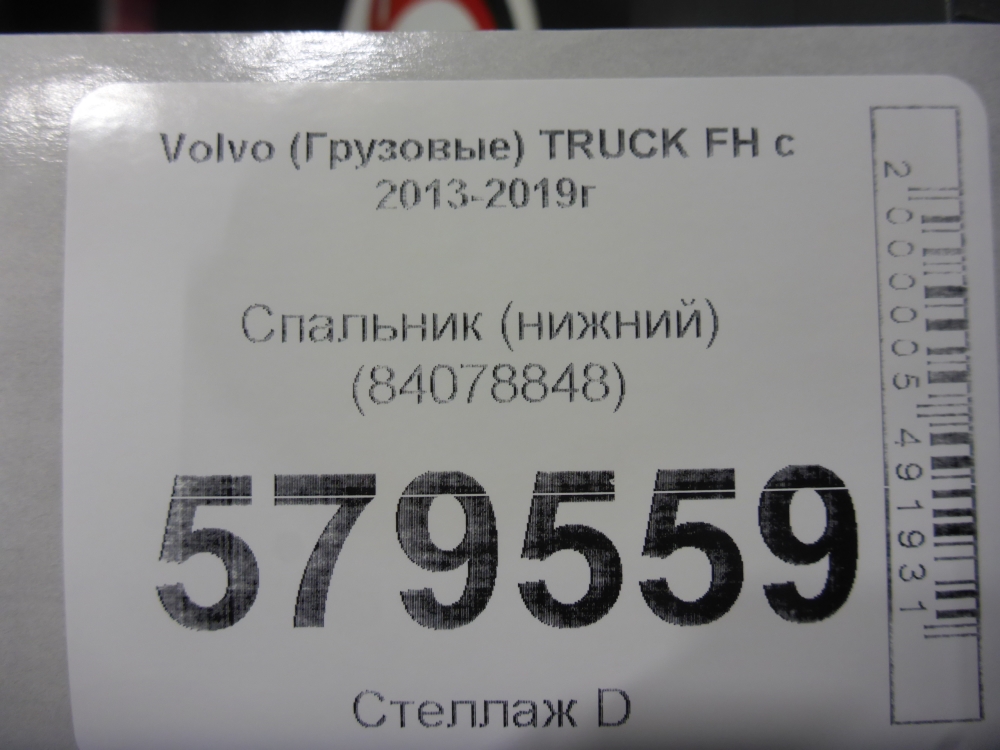 Volvo (Грузовые) TRUCK FH с
2013-2019г
Спальник (нижний)
(84078848)
579559
Стеллаж D
2000005491931